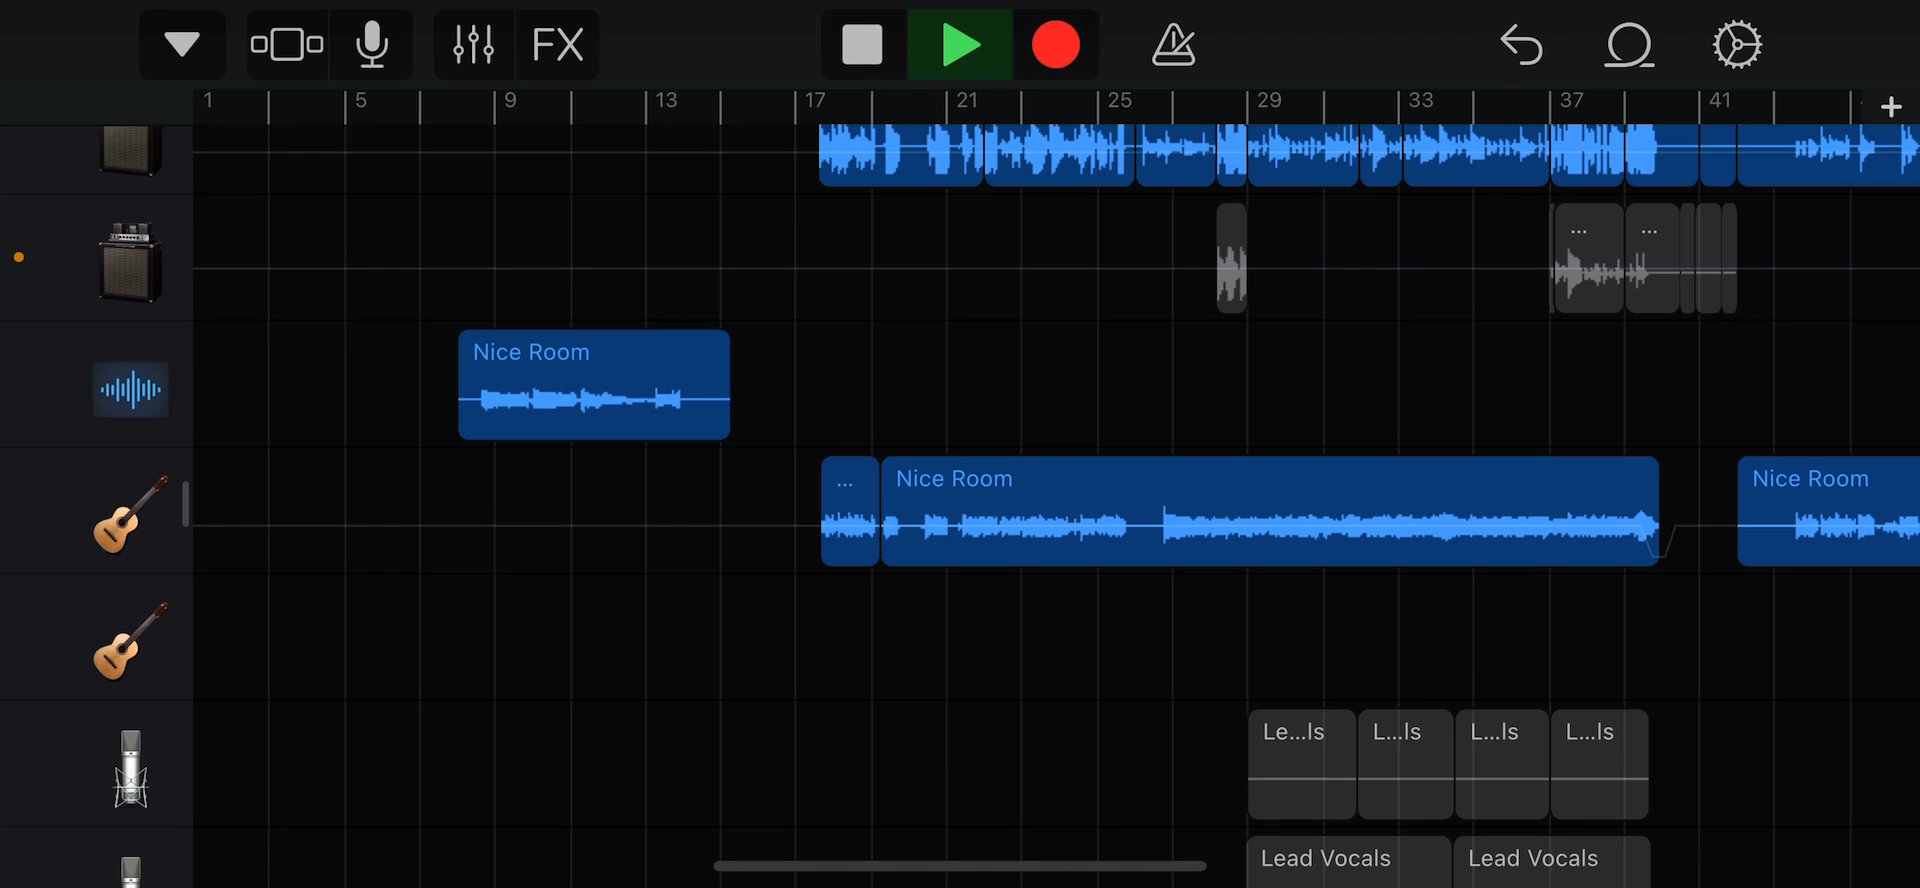 FX
1 5 9 13 17 21 25 29 33 37 41
... ...
Nice Room
... Nice Room Nice Room
Le...ls L...ls L...ls L...ls
Lead Vocals Lead Vocals